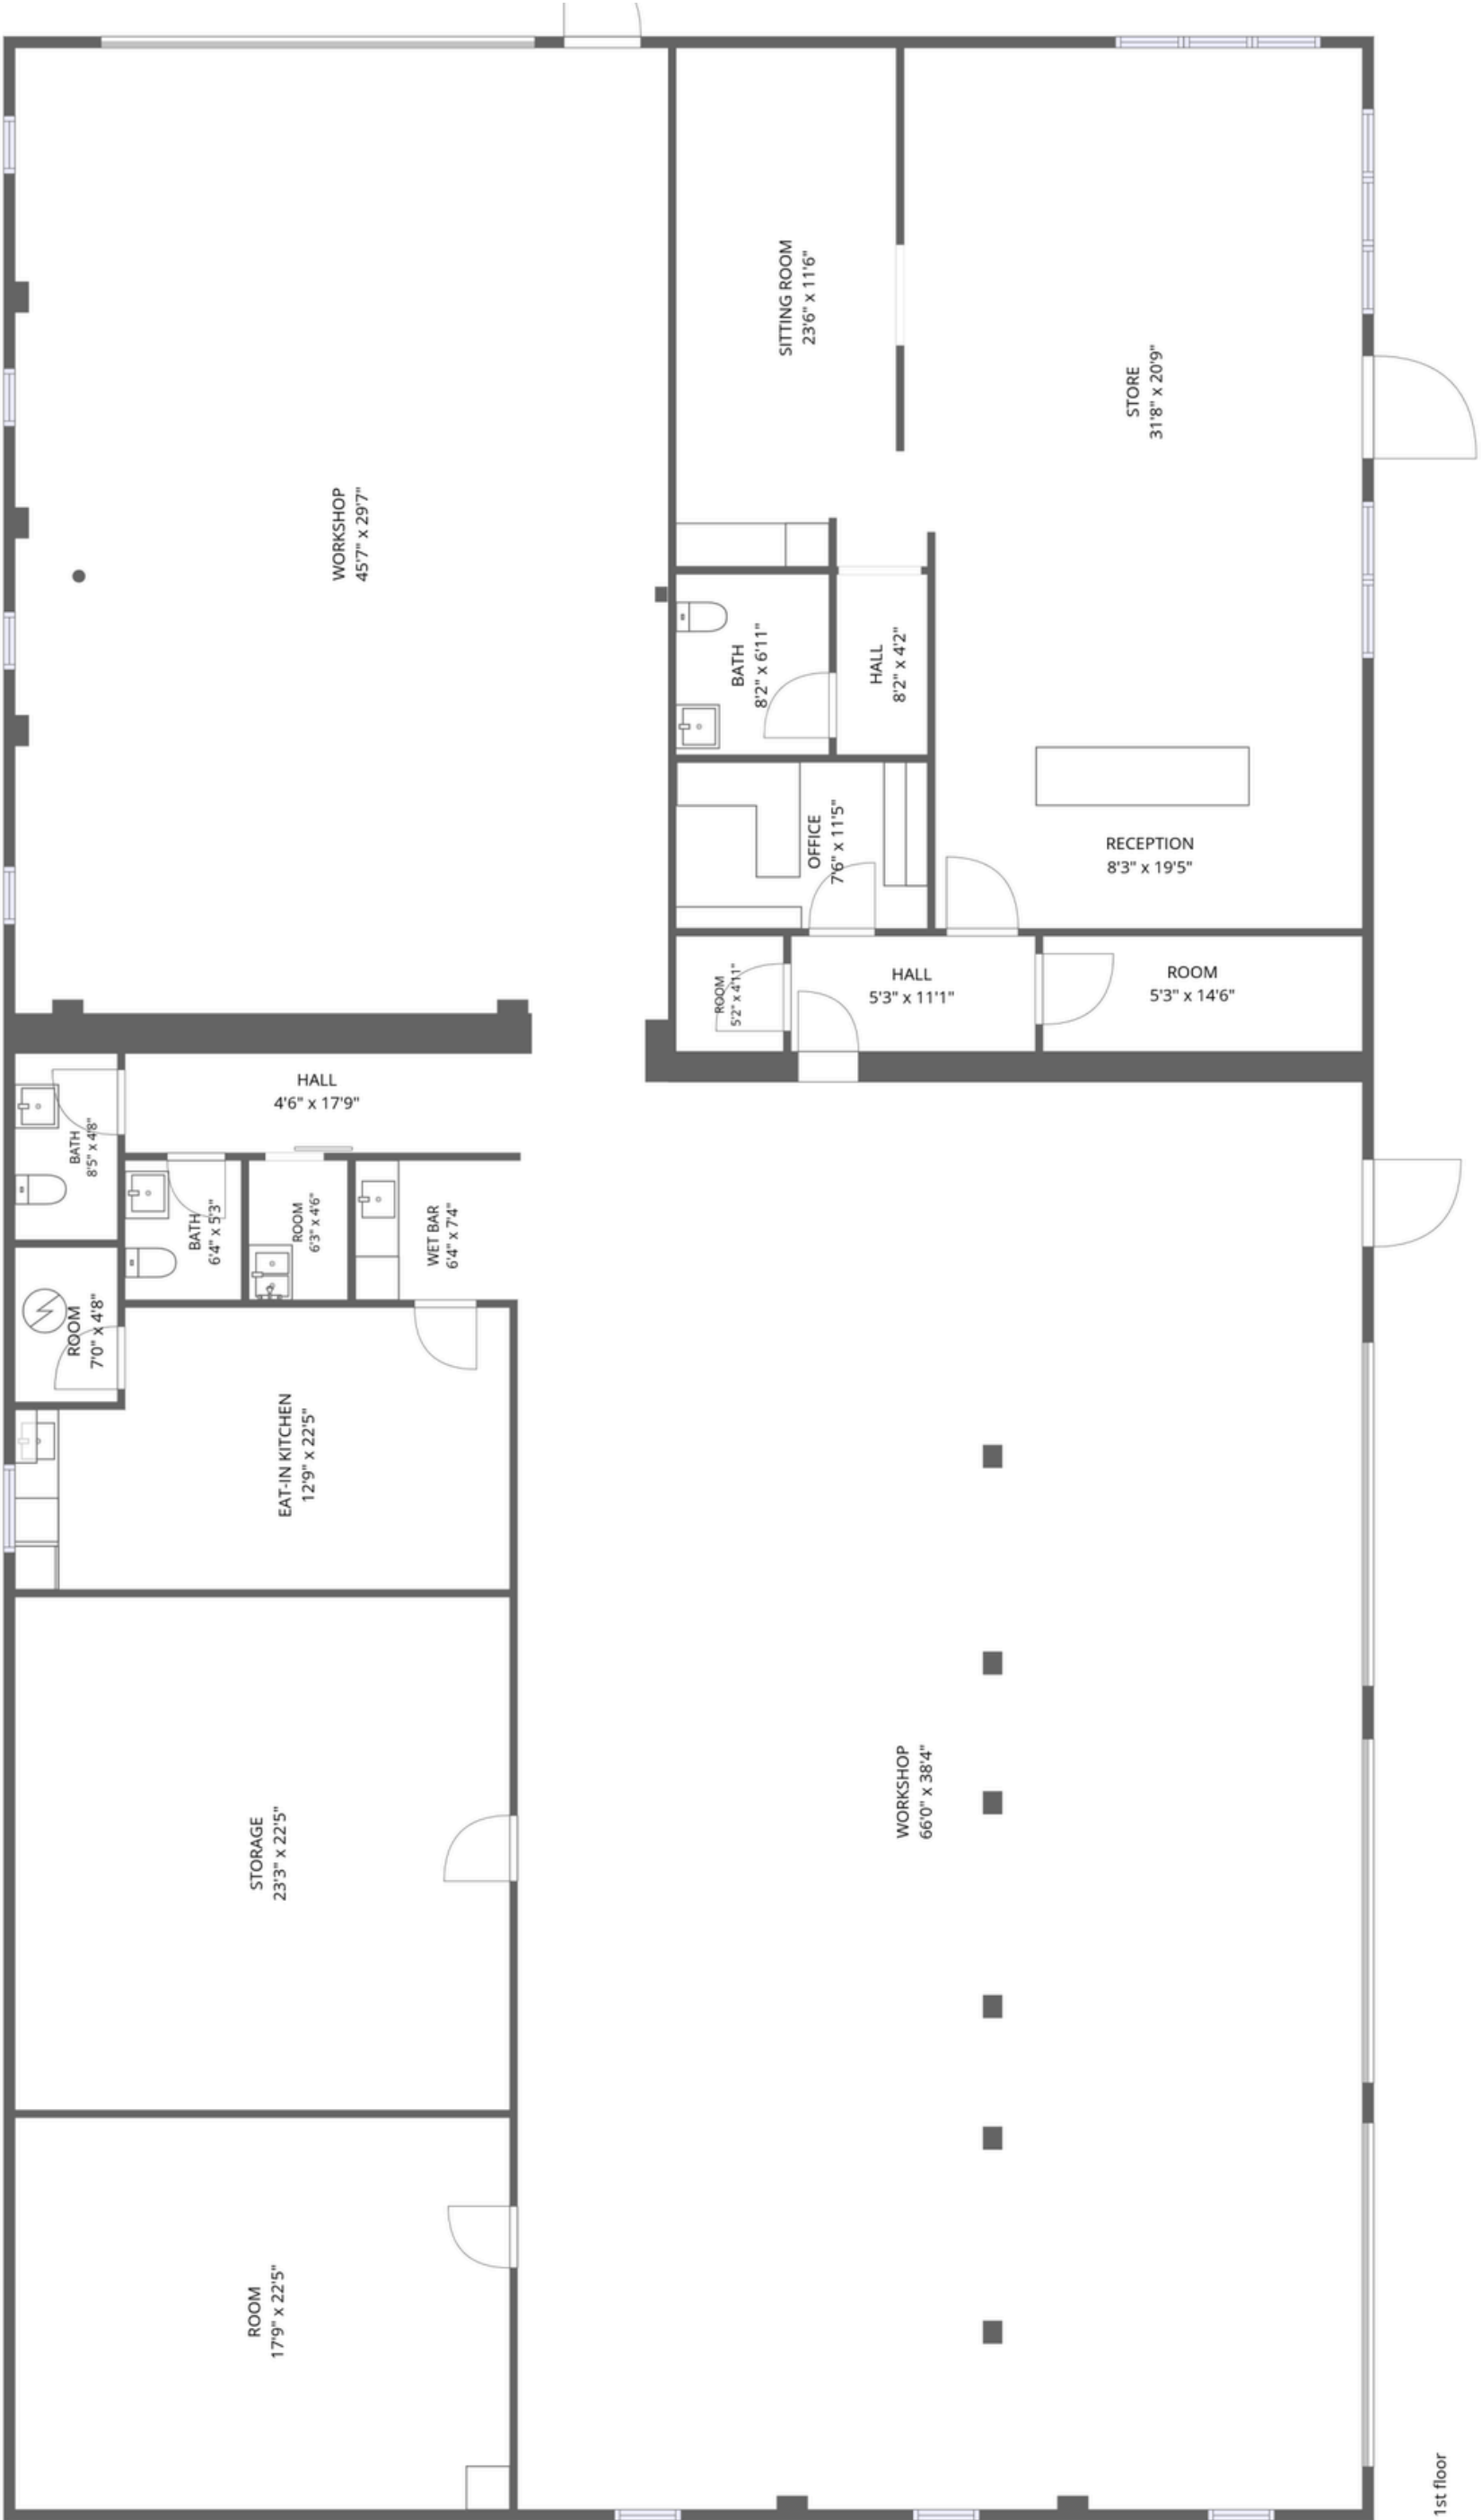 SITTING ROOM
23'6" x 11'6"
STORE
31'8" x 20'9"
WORKSHOP
45'7" x 29'7"
BATH
8'2" x 6'11"
HALL
8'2" x 4'2"
OFFICE
7'6" x 11'5"
RECEPTION
8'3" x 19'5"
ROOM
5'2" x 4'11"
HALL
5'3" x 11'1"
ROOM
5'3" x 14'6"
HALL
4'6" x 17'9"
BATH
8'5" x 4'8"
BATH
6'4" x 5'3"
ROOM
6'3" x 4'6"
WET BAR
6'4" x 7'4"
ROOM
7'0" x 4'8"
EAT-IN KITCHEN
12'9" x 22'5"
WORKSHOP
66'0" x 38'4"
STORAGE
23'3" x 22'5"
ROOM
17'9" x 22'5"
1st floor